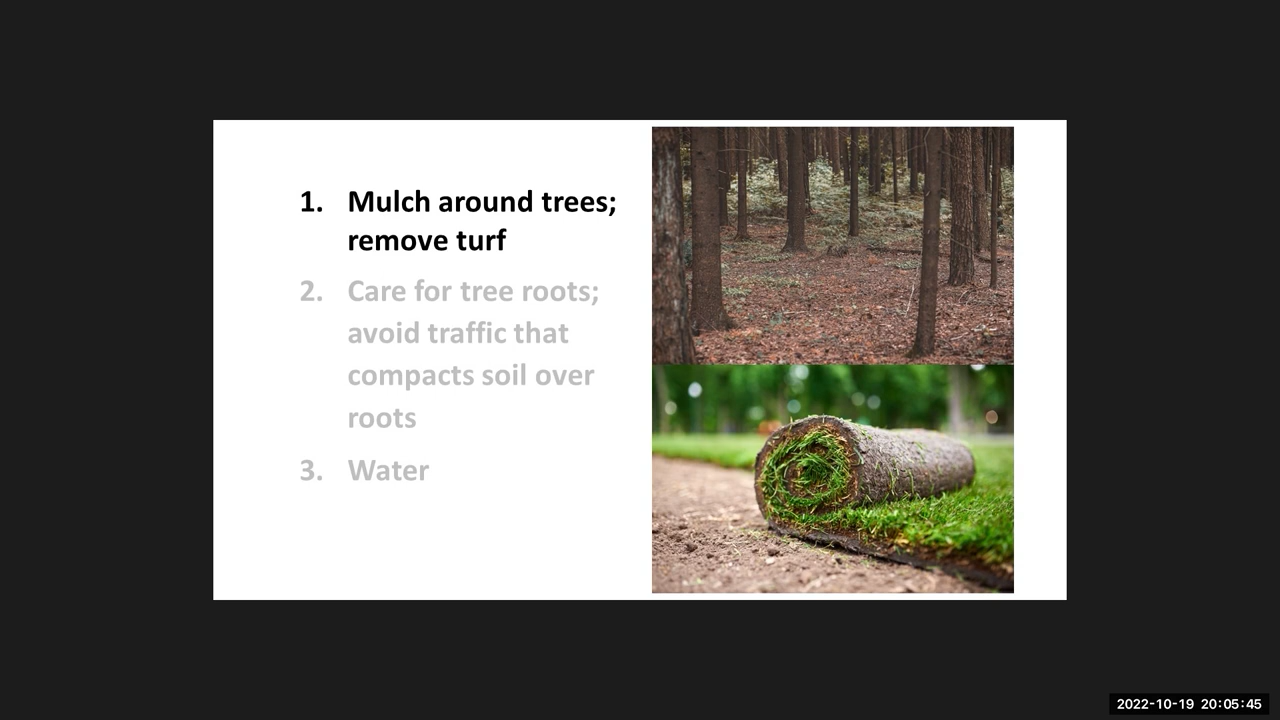 1. Mulch around trees;
remove turf
2. Care for tree roots;
avoid traffic that
compacts soil over
roots
3. Water
2022-10-19 20:05:45